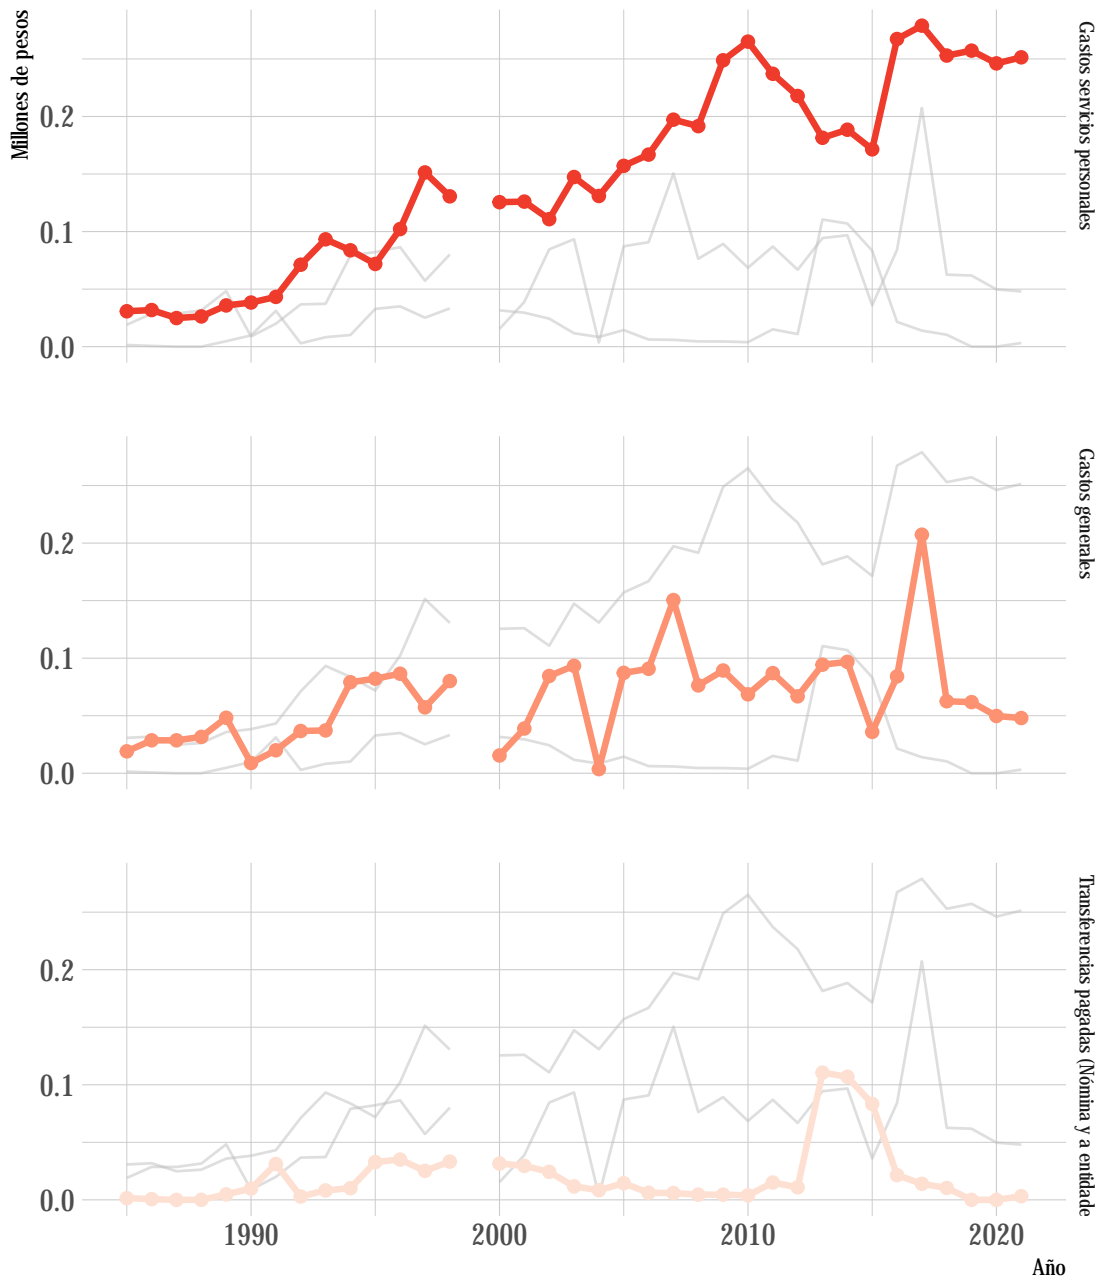 Millones de pesos
0.2
0.1
0.0
Gastos servicios personales
0.2
0.1
0.0
Gastos generales
0.2
0.1
0.0
Transferencias pagadas (Nómina y a entidade
1990
2000
2010
2020
Año